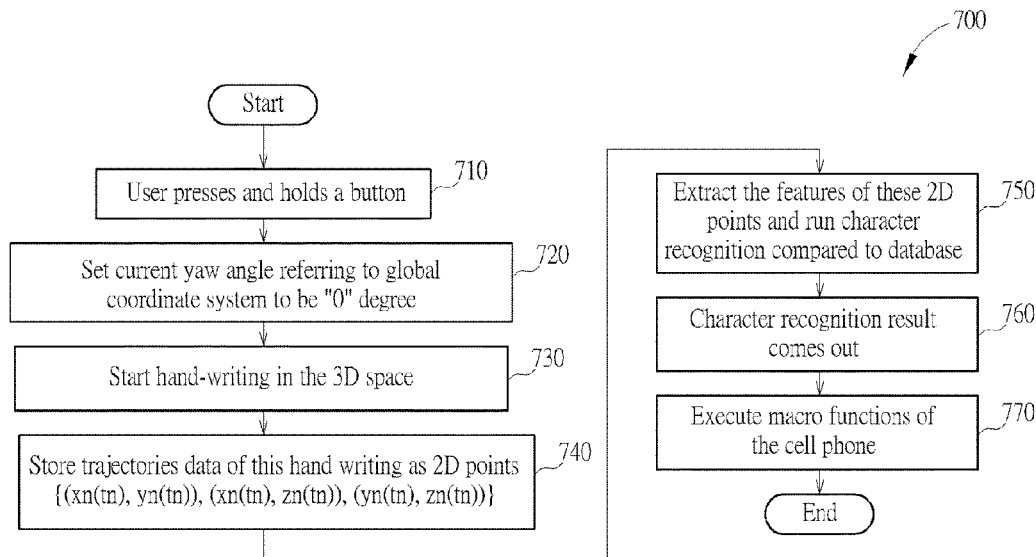 700
Start
User presses and holds a button
710
Set current yaw angle referring to global
coordinate system to be "0" degree
720
Start hand-writing in the 3D space
730
Store trajectories data of this hand writing as 2D points
{(xn(tn), yn(tn)), (xn(tn), zn(tn)), (yn(tn), zn(tn))}
740
Extract the features of these 2D
points and run character
recognition compared to database
750
Character recognition result
comes out
760
Execute macro functions of
the cell phone
770
End